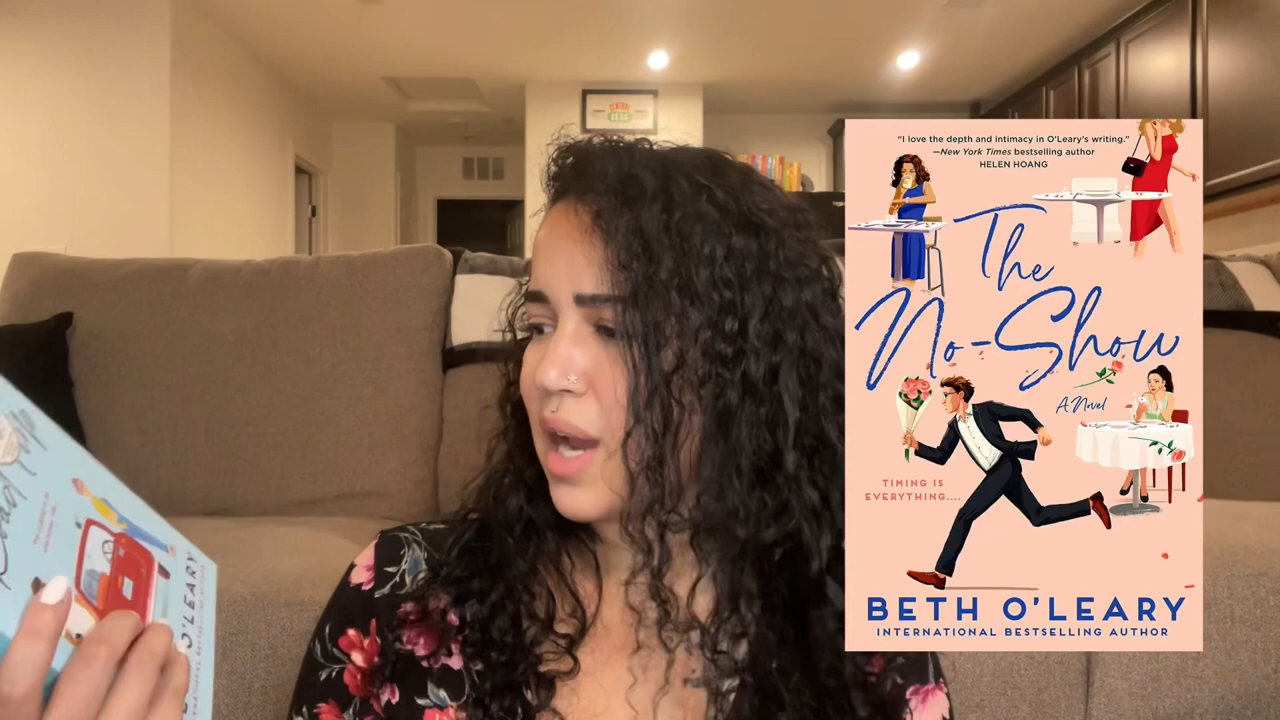 "I love the depth and intimacy in O'Leary's writing."
—New York Times bestselling author
HELEN HOANG
The
No-Show
A Novel
TIMING IS
EVERYTHING....
BETH O'LEARY
INTERNATIONAL BESTSELLING AUTHOR
O'LEARY